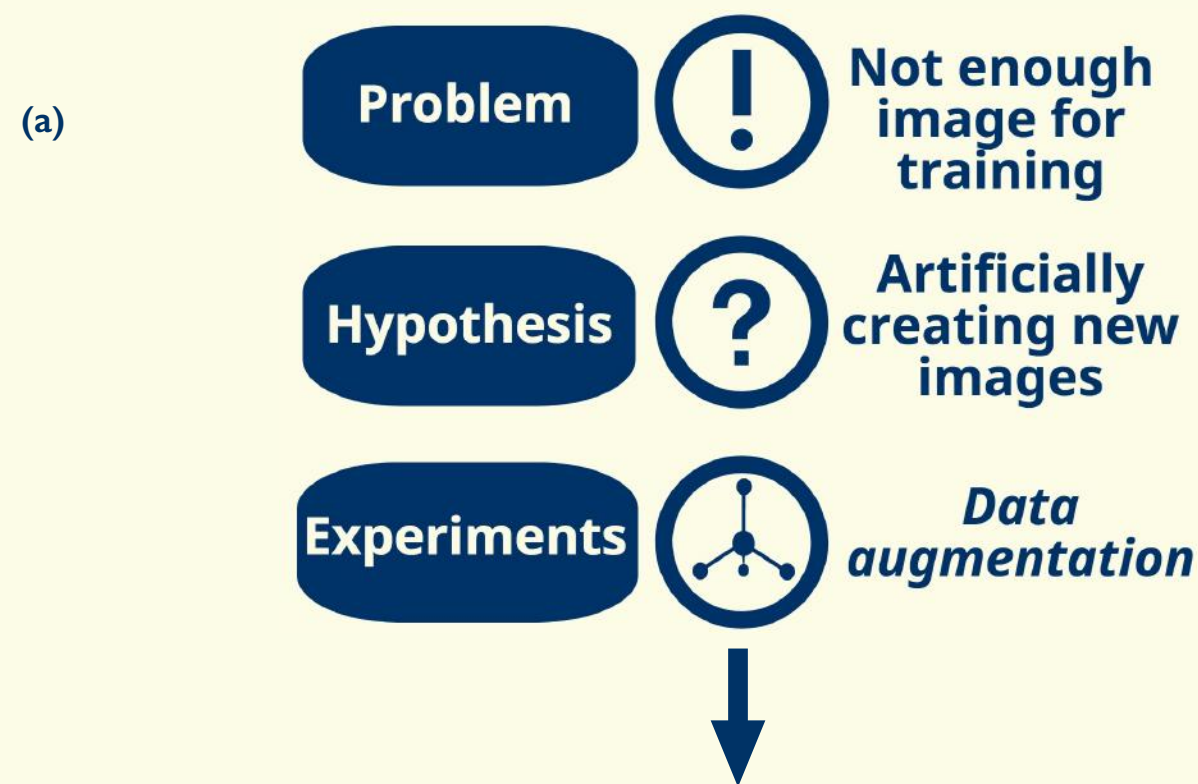 (a)
Problem
!
Not enough
image for
training
Hypothesis
?
Artificially
creating new
images
Experiments
Data
augmentation